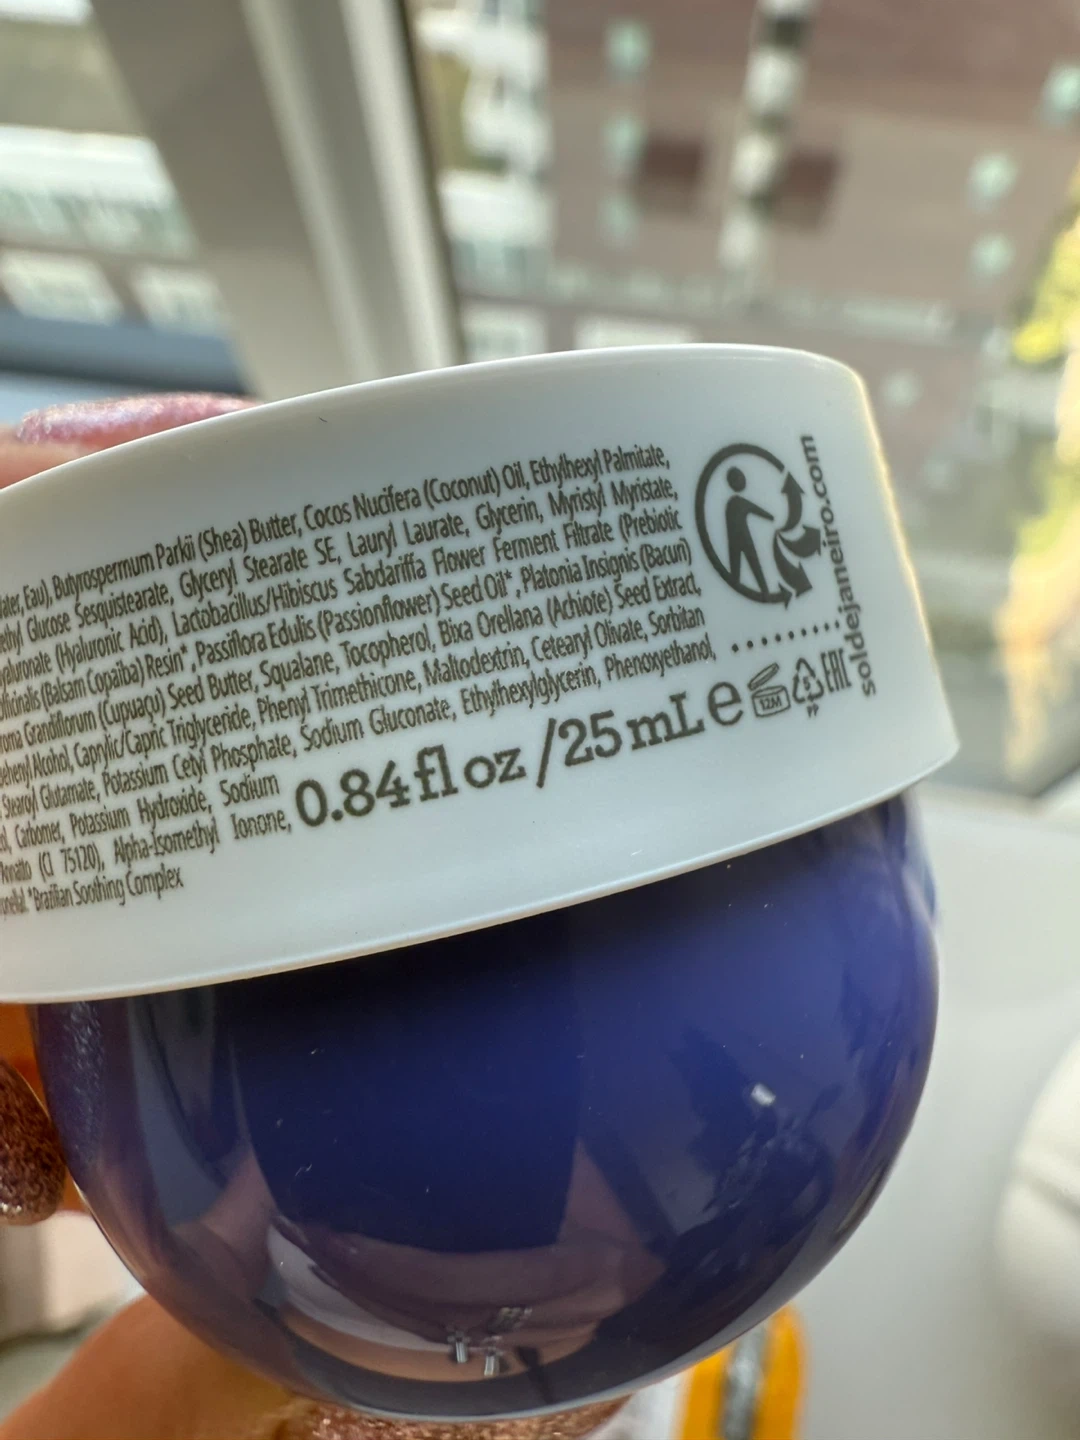 Eau), Butyrospermum Parkii (Shea) Butter, Cocos Nucifera (Coconut) Oil, Ethylhexyl Palmitate,
Glucose Sesquistearate, Glyceryl Stearate SE, Lauryl Laurate, Glycerin, Myristyl Myristate,
(Hyaluronic Acid), Lactobacillus/Hibiscus Sabdariffa Flower Ferment Filtrate (Prebiotic
(Balsam Copaiba) Resin*, Passiflora Edulis (Passionflower) Seed Oil*, Platonia Insignis (Bacuri)
Grandiflorum (Cupuaçu) Seed Butter, Squalane, Tocopherol, Bixa Orellana (Achiote) Seed Extract,
Alcohol, Caprylic/Capric Triglyceride, Phenyl Trimethicone, Maltodextrin, Cetearyl Olivate, Sorbitan
Stearoyl Glutamate, Potassium Cetyl Phosphate, Sodium Gluconate, Ethylhexylglycerin, Phenoxyethanol,
Carbomer, Potassium Hydroxide, Sodium
Annatto (CI 75120), Alpha-Isomethyl Ionone,
*Brazilian Soothing Complex
0.84 fl oz / 25 mL e
12M
EAC
soldejaneiro.com